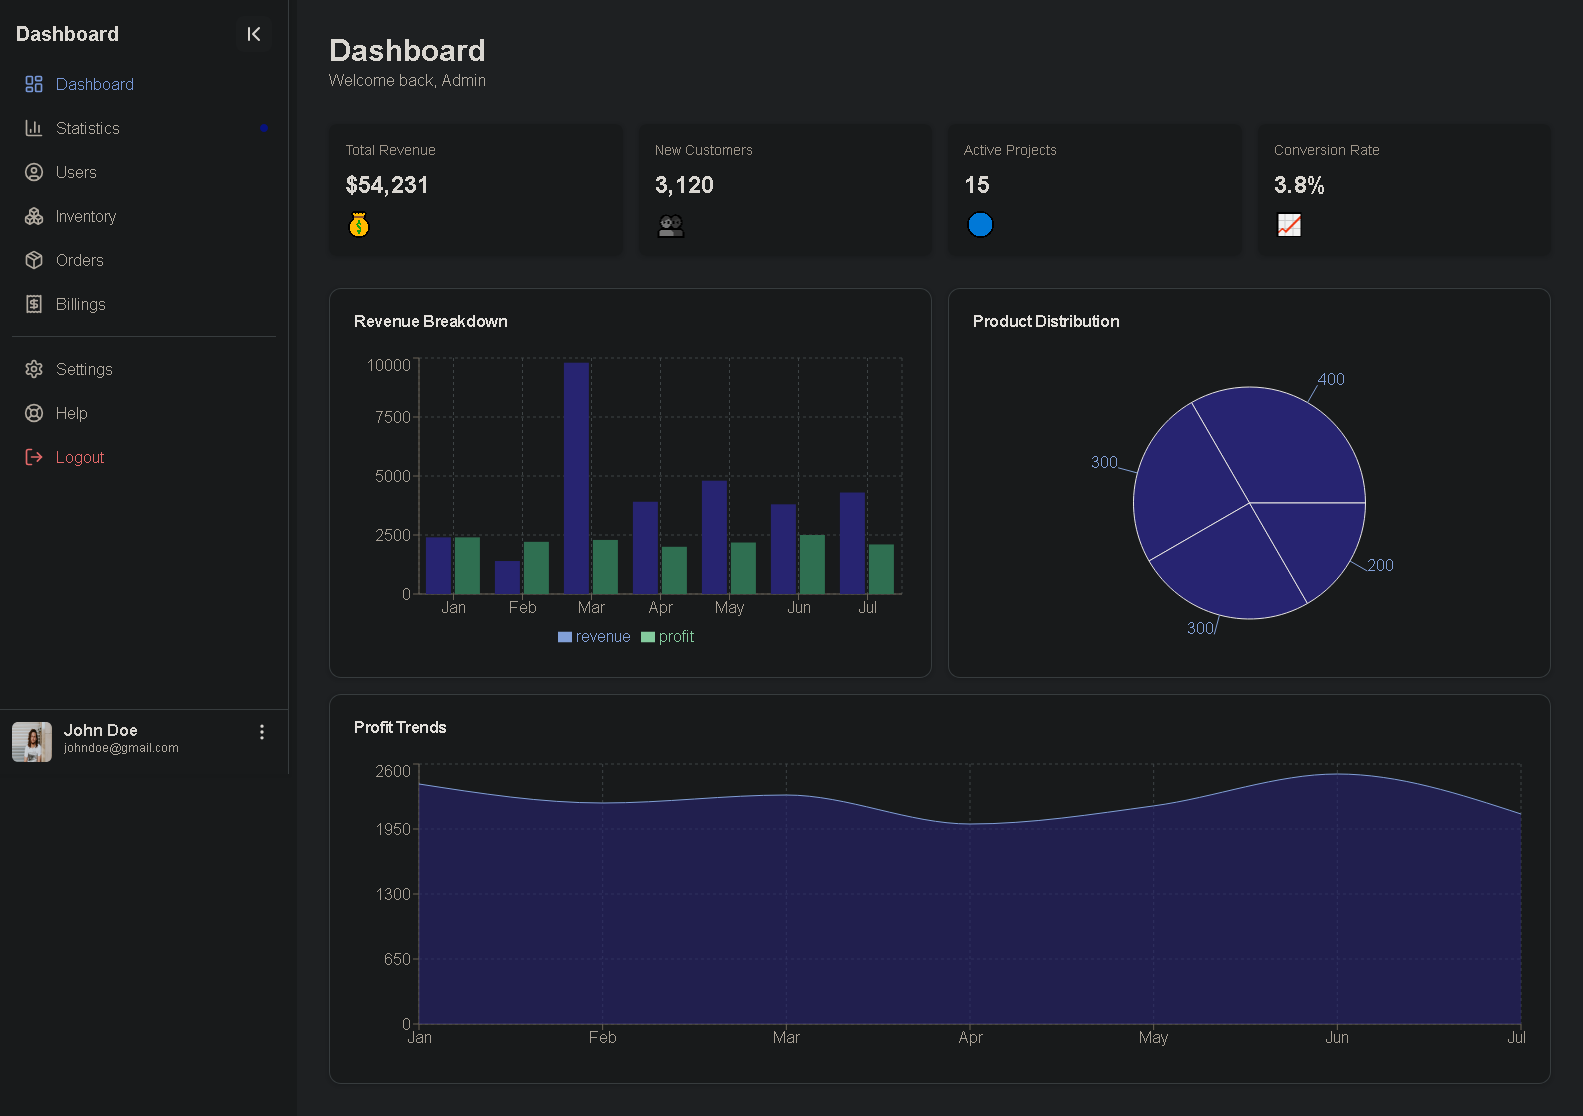 Dashboard
Dashboard
Statistics
Users
Inventory
Orders
Billings
Settings
Help
Logout
John Doe
johndoe@gmail.com
Dashboard
Welcome back, Admin
Total Revenue
$54,231
New Customers
3,120
Active Projects
15
Conversion Rate
3.8%
Revenue Breakdown
10000
7500
5000
2500
0
Jan Feb Mar Apr May Jun Jul
revenue profit
Product Distribution
400
300
200
300
Profit Trends
2600
1950
1300
650
0
Jan Feb Mar Apr May Jun Jul